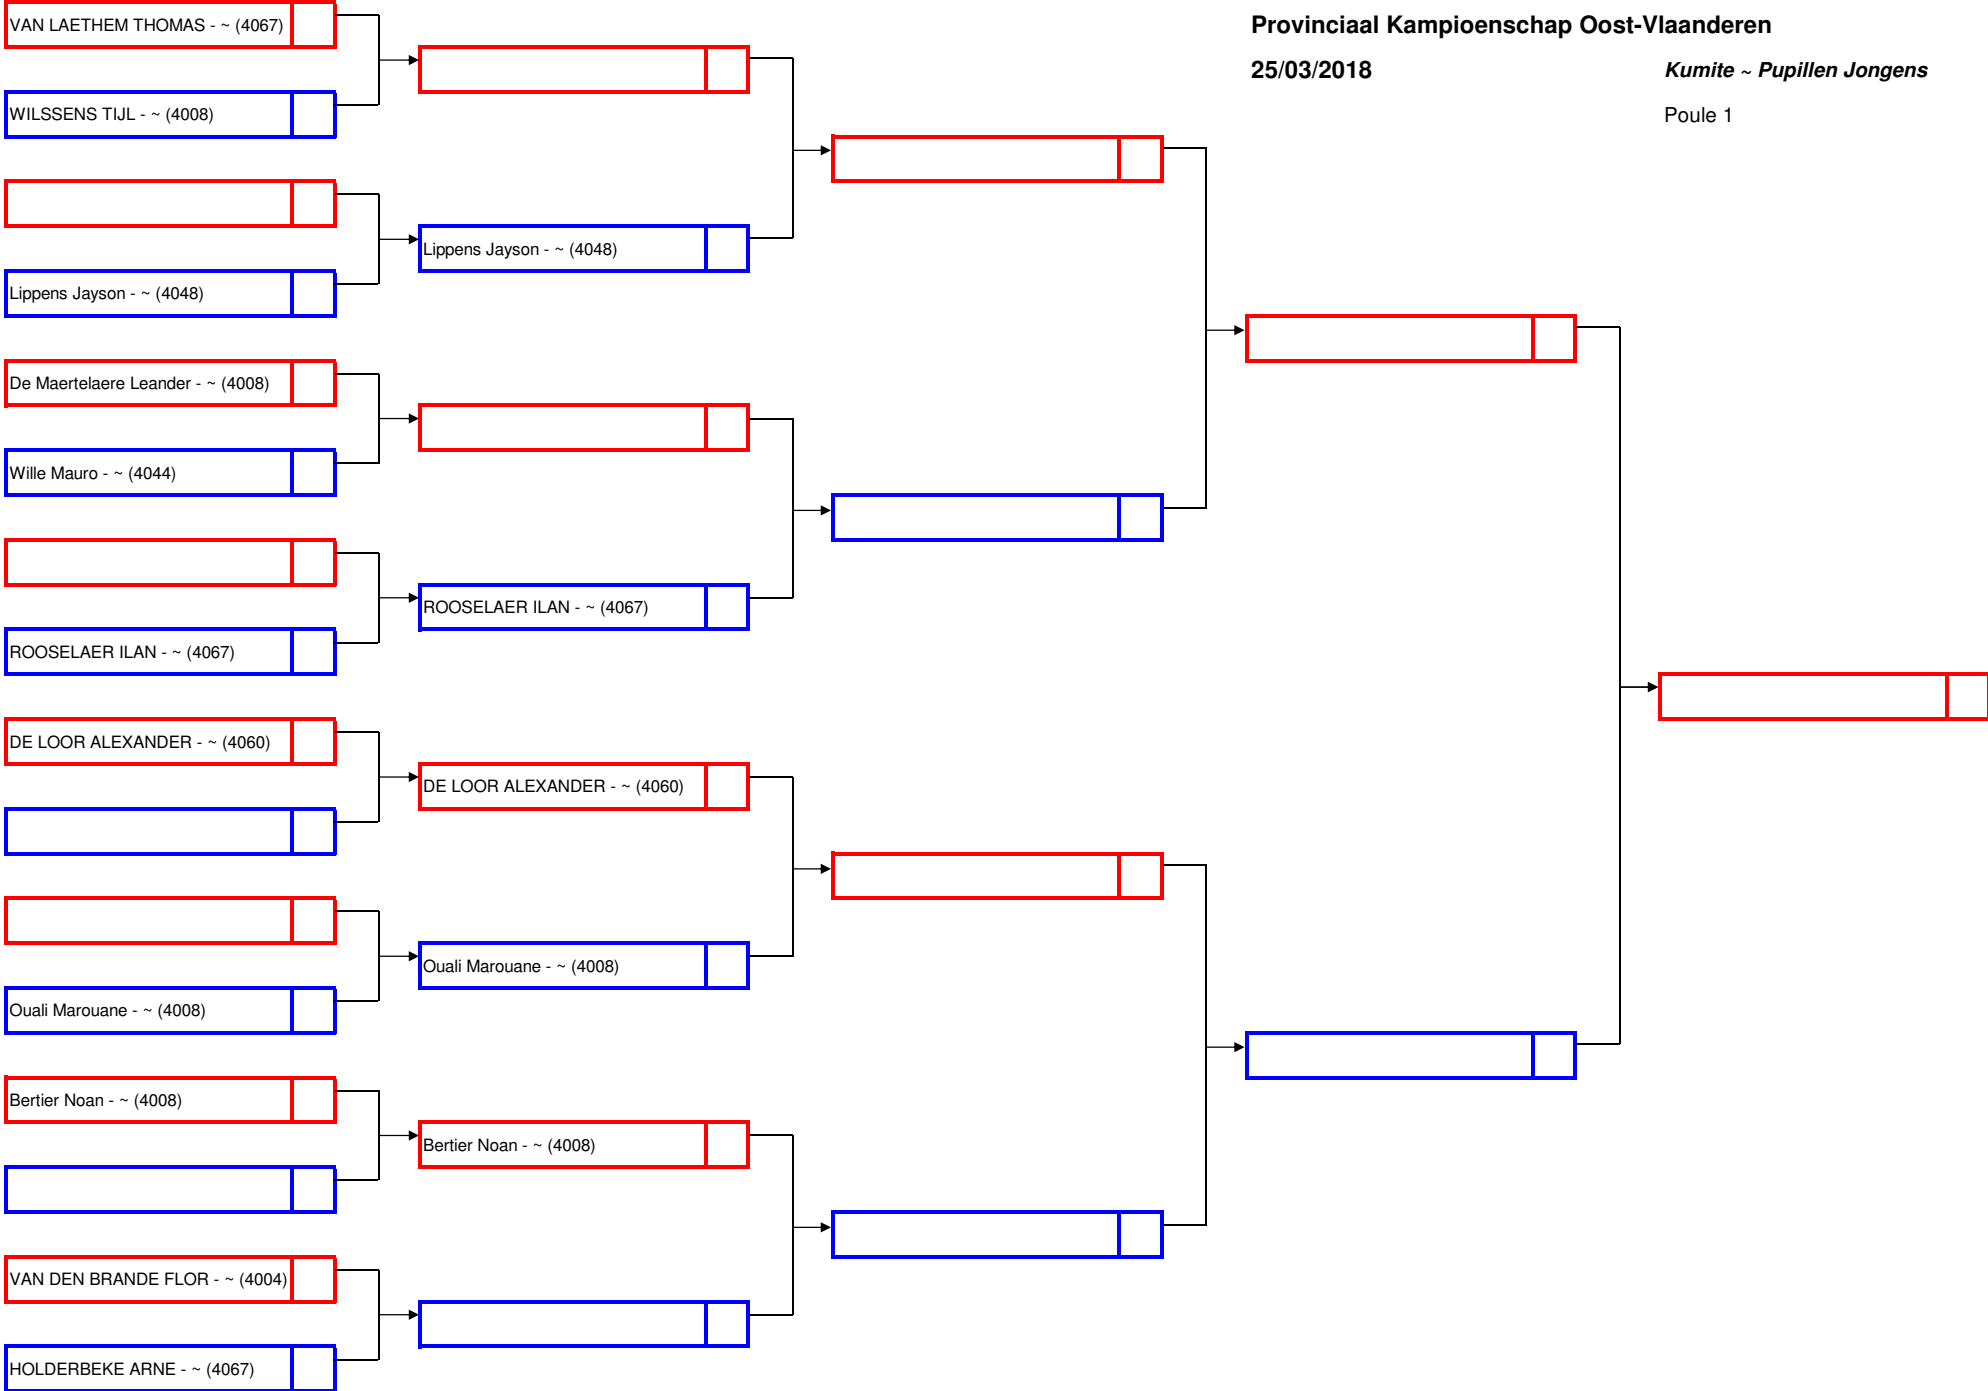 Provinciaal Kampioenschap Oost-Vlaanderen
25/03/2018
Kumite ~ Pupillen Jongens
Poule 1
VAN LAETHEM THOMAS - ~ (4067)
WILSSENS TIJL - ~ (4008)
Lippens Jayson - ~ (4048)
Lippens Jayson - ~ (4048)
De Maertelaere Leander - ~ (4008)
Wille Mauro - ~ (4044)
ROOSELAER ILAN - ~ (4067)
ROOSELAER ILAN - ~ (4067)
DE LOOR ALEXANDER - ~ (4060)
DE LOOR ALEXANDER - ~ (4060)
Ouali Marouane - ~ (4008)
Ouali Marouane - ~ (4008)
Bertier Noan - ~ (4008)
Bertier Noan - ~ (4008)
VAN DEN BRANDE FLOR - ~ (4004)
HOLDERBEKE ARNE - ~ (4067)